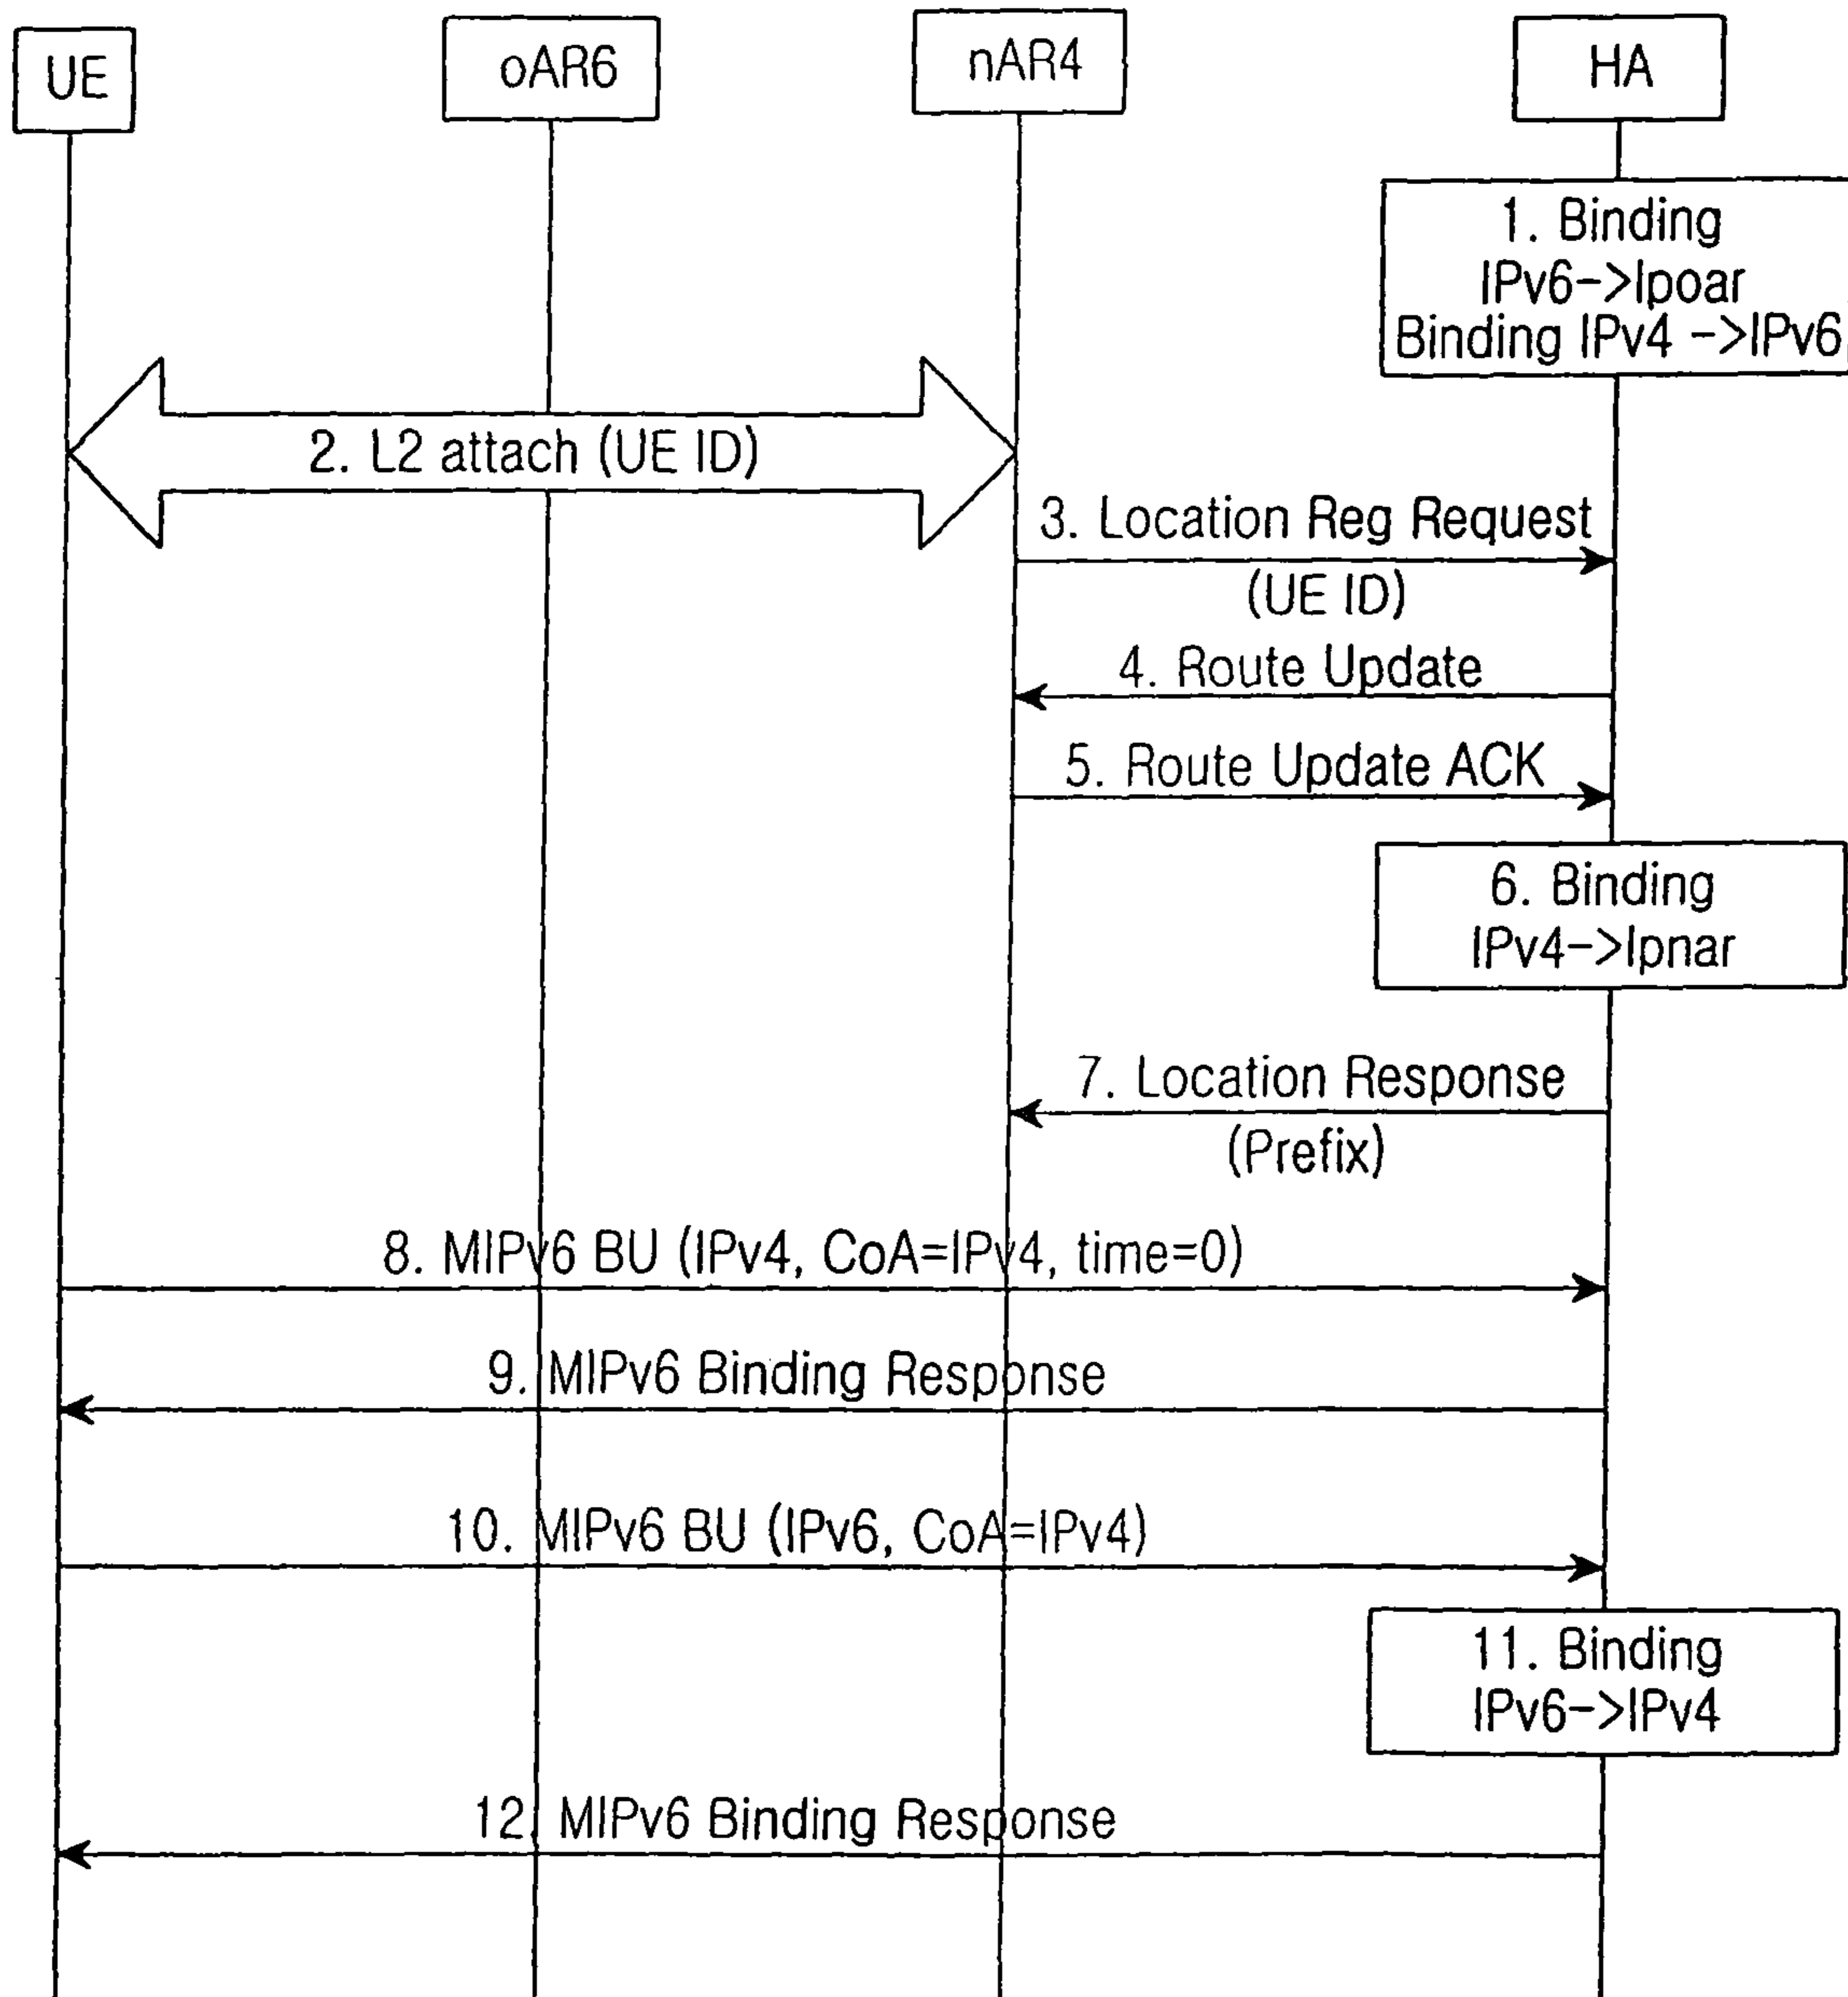 UE
oAR6
nAR4
HA
1. Binding
IPv6->Ipoar
Binding IPv4 ->IPv6
2. L2 attach (UE ID)
3. Location Reg Request
(UE ID)
4. Route Update
5. Route Update ACK
6. Binding
IPv4->Ipnar
7. Location Response
(Prefix)
8. MIPv6 BU (IPv4, CoA=IPv4, time=0)
9. MIPv6 Binding Response
10. MIPv6 BU (IPv6, CoA=IPv4)
11. Binding
IPv6->IPv4
12. MIPv6 Binding Response